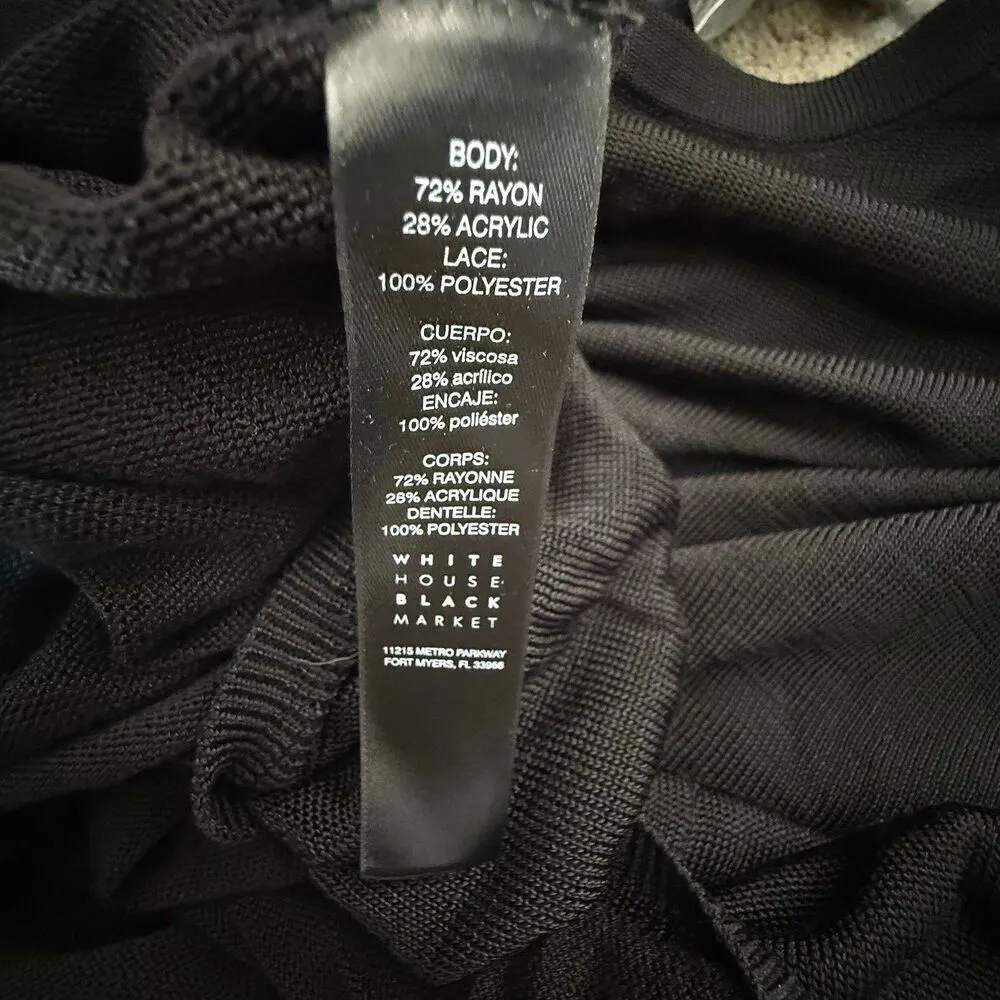 BODY:
72% RAYON
28% ACRYLIC
LACE:
100% POLYESTER
CUERPO:
72% viscosa
28% acrílico
ENCAJE:
100% poliéster
CORPS:
72% RAYONNE
28% ACRYLIQUE
DENTELLE:
100% POLYESTER
WHITE
HOUSE
BLACK
MARKET
11215 METRO PARKWAY
FORT MYERS, FL 33966